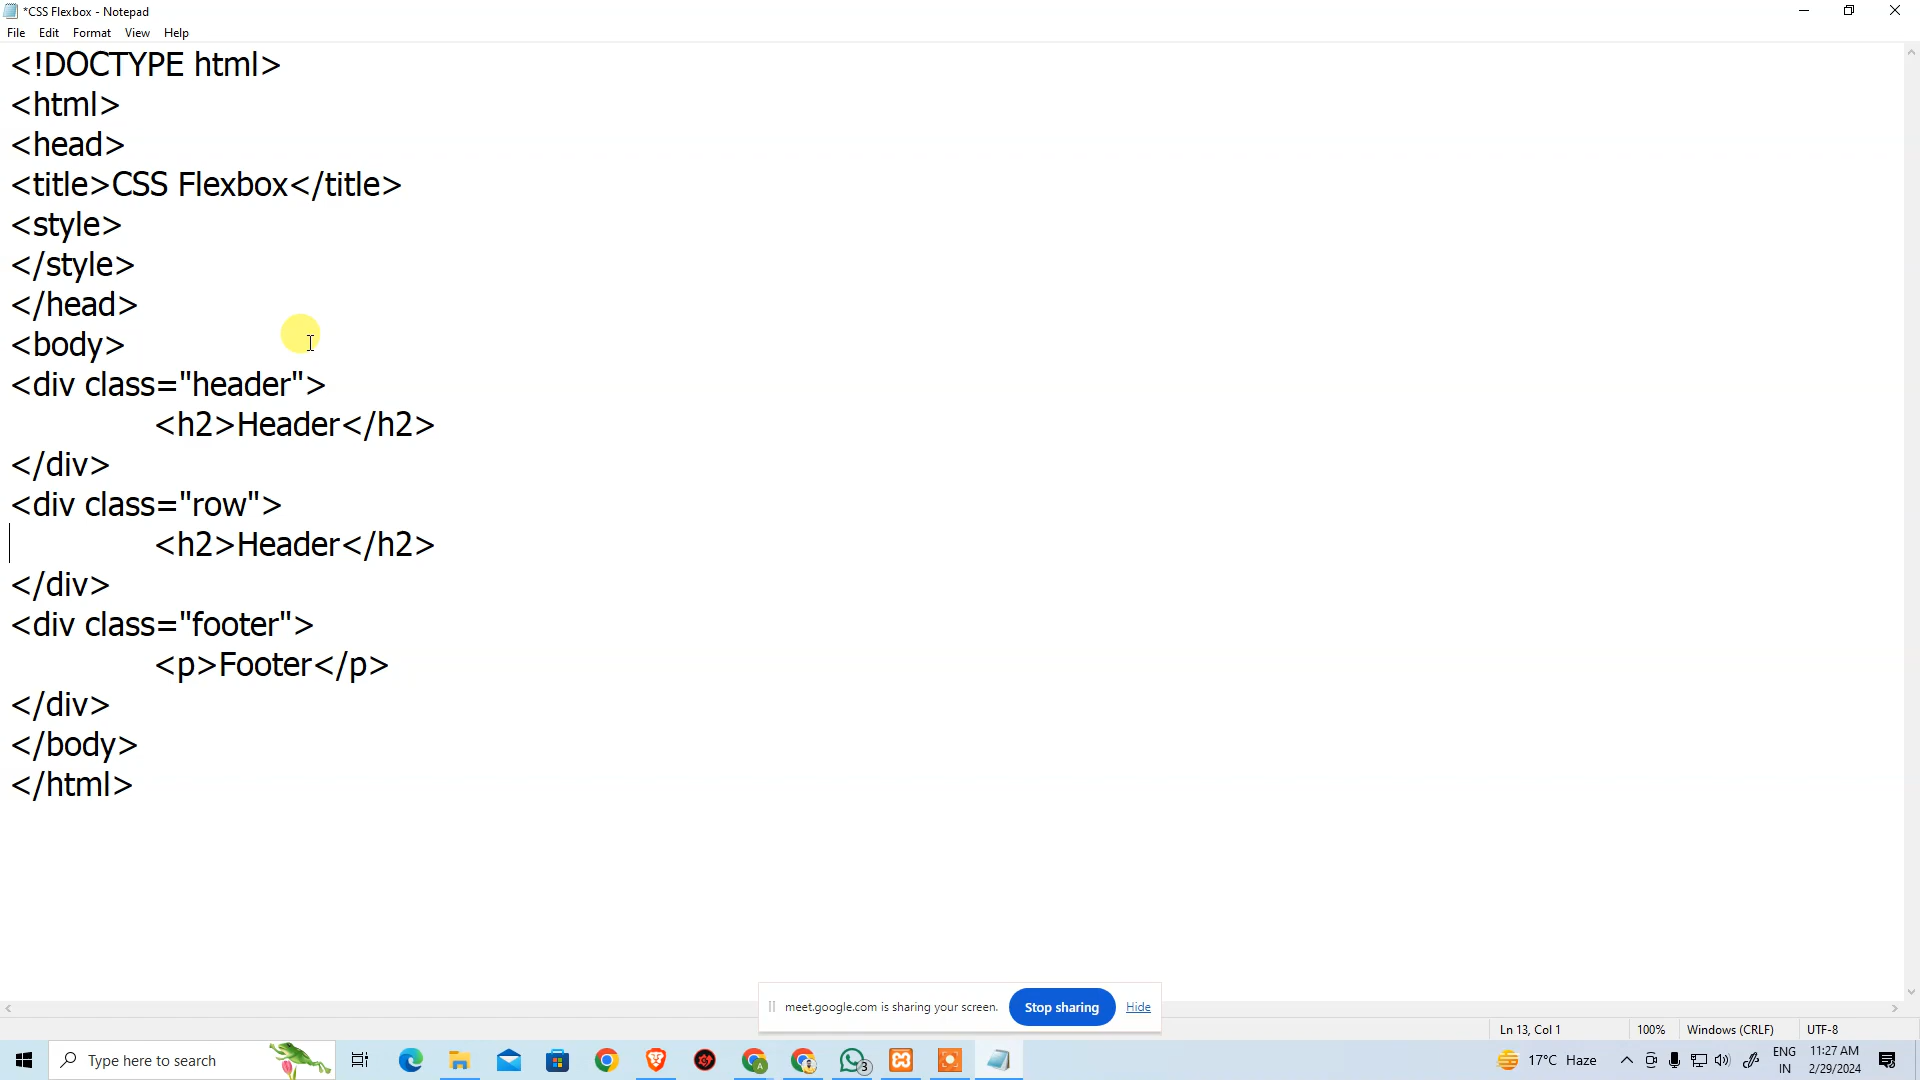 *CSS Flexbox - Notepad
File Edit Format View Help
<!DOCTYPE html>
<html>
<head>
<title>CSS Flexbox</title>
<style>
</style>
</head>
<body>
<div class="header">
<h2>Header</h2>
</div>
<div class="row">
<h2>Header</h2>
</div>
<div class="footer">
<p>Footer</p>
</div>
</body>
</html>
meet.google.com is sharing your screen. Stop sharing Hide
Ln 13, Col 1 100% Windows (CRLF) UTF-8
Type here to search
A
3
17°C Haze
ENG
IN
11:27 AM
2/29/2024